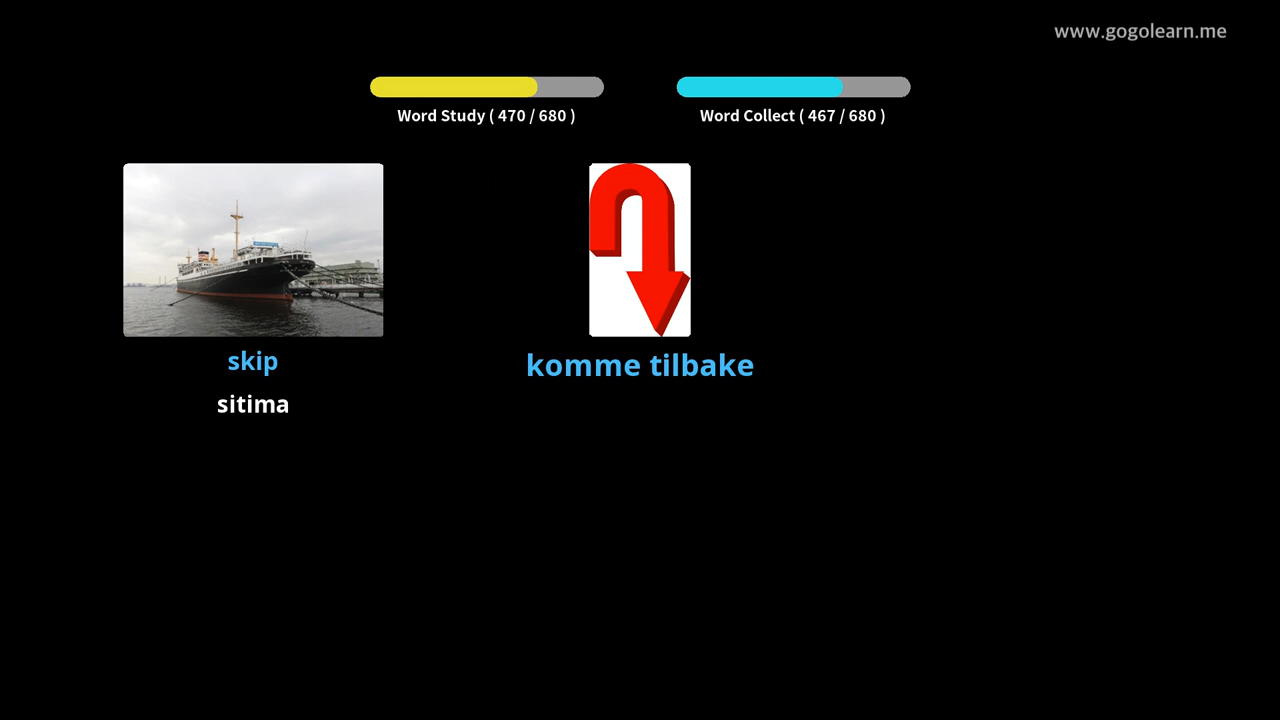 www.gogolearn.me
Word Study ( 470 / 680 )
Word Collect ( 467 / 680 )
skip
sitima
komme tilbake